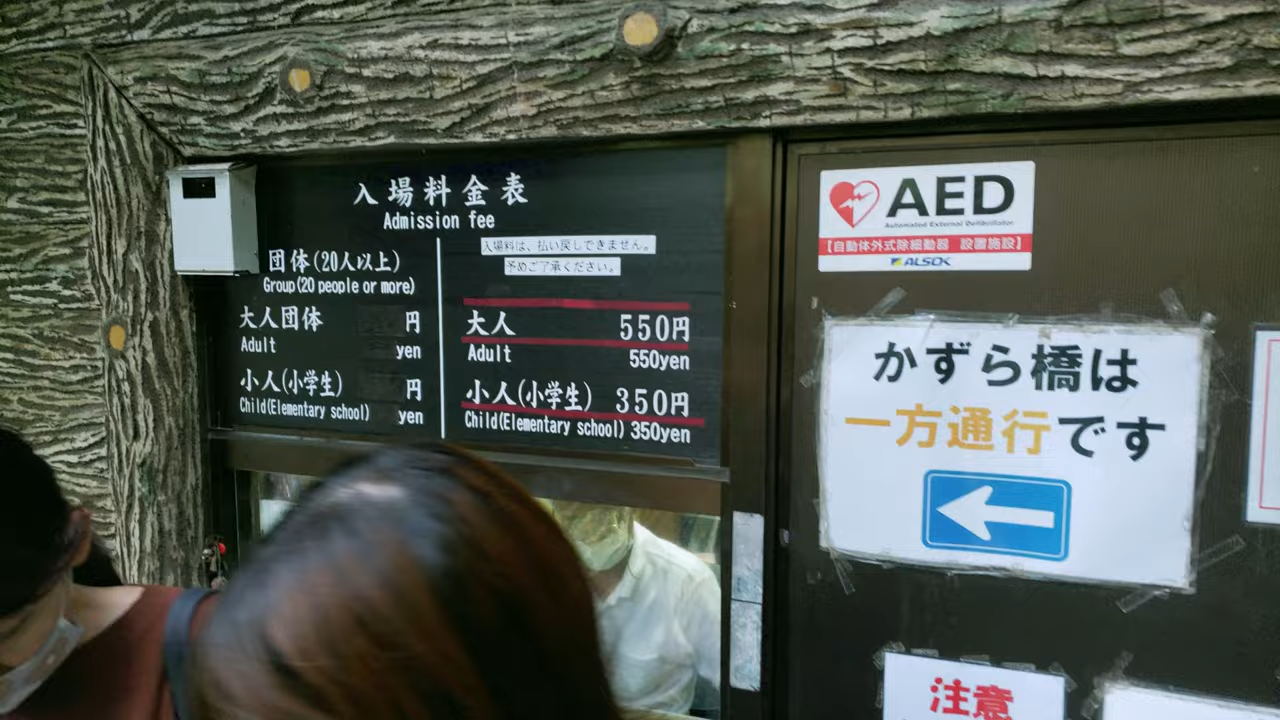 入場料金表
Admission fee
団体(20人以上)
Group(20 people or more)
大人団体 円
Adult yen
小人(小学生) 円
Child(Elementary school) yen
入場料は、払い戻しできません。
予めご了承ください。
大人 550円
Adult 550yen
小人(小学生) 350円
Child(Elementary school) 350yen
AED
Automated External Defibrillator
【自動体外式除細動器 設置施設】
ALSOK
かずら橋は
一方通行です
注意